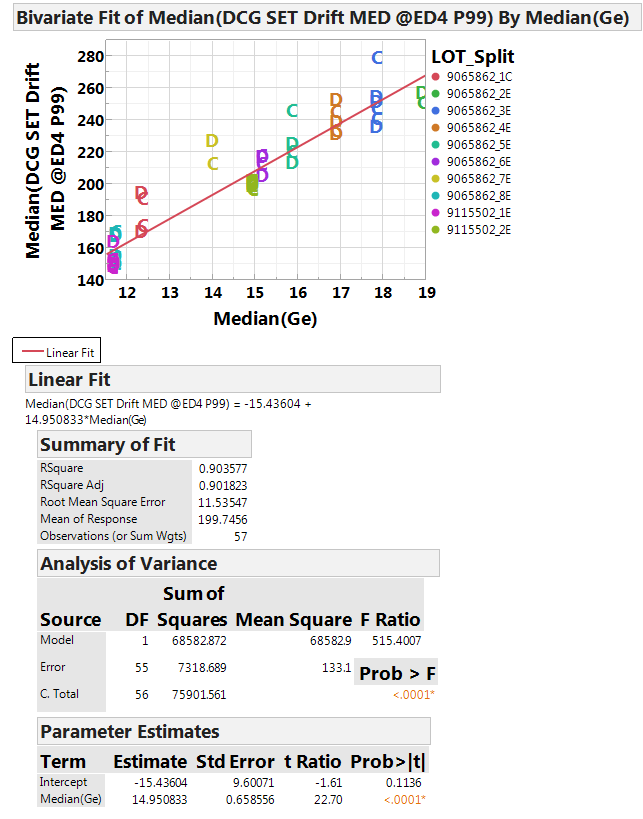 Bivariate Fit of Median(DCG SET Drift MED @ED4 P99) By Median(Ge)
Median(DCG SET Drift
MED @ED4 P99)
280
260
240
220
200
180
160
140
12 13 14 15 16 17 18 19
Median(Ge)
LOT_Split
9065862_1C
9065862_2E
9065862_3E
9065862_4E
9065862_5E
9065862_6E
9065862_7E
9065862_8E
9115502_1E
9115502_2E
Linear Fit
Linear Fit
Median(DCG SET Drift MED @ED4 P99) = -15.43604 +
14.950833*Median(Ge)
Summary of Fit
RSquare 0.903577
RSquare Adj 0.901823
Root Mean Square Error 11.53547
Mean of Response 199.7456
Observations (or Sum Wgts) 57
Analysis of Variance
Sum of
Source DF Squares Mean Square F Ratio
Model 1 68582.872 68582.9 515.4007
Error 55 7318.689 133.1 Prob > F
C. Total 56 75901.561 <.0001*
Parameter Estimates
Term Estimate Std Error t Ratio Prob>|t|
Intercept -15.43604 9.60071 -1.61 0.1136
Median(Ge) 14.950833 0.658556 22.70 <.0001*